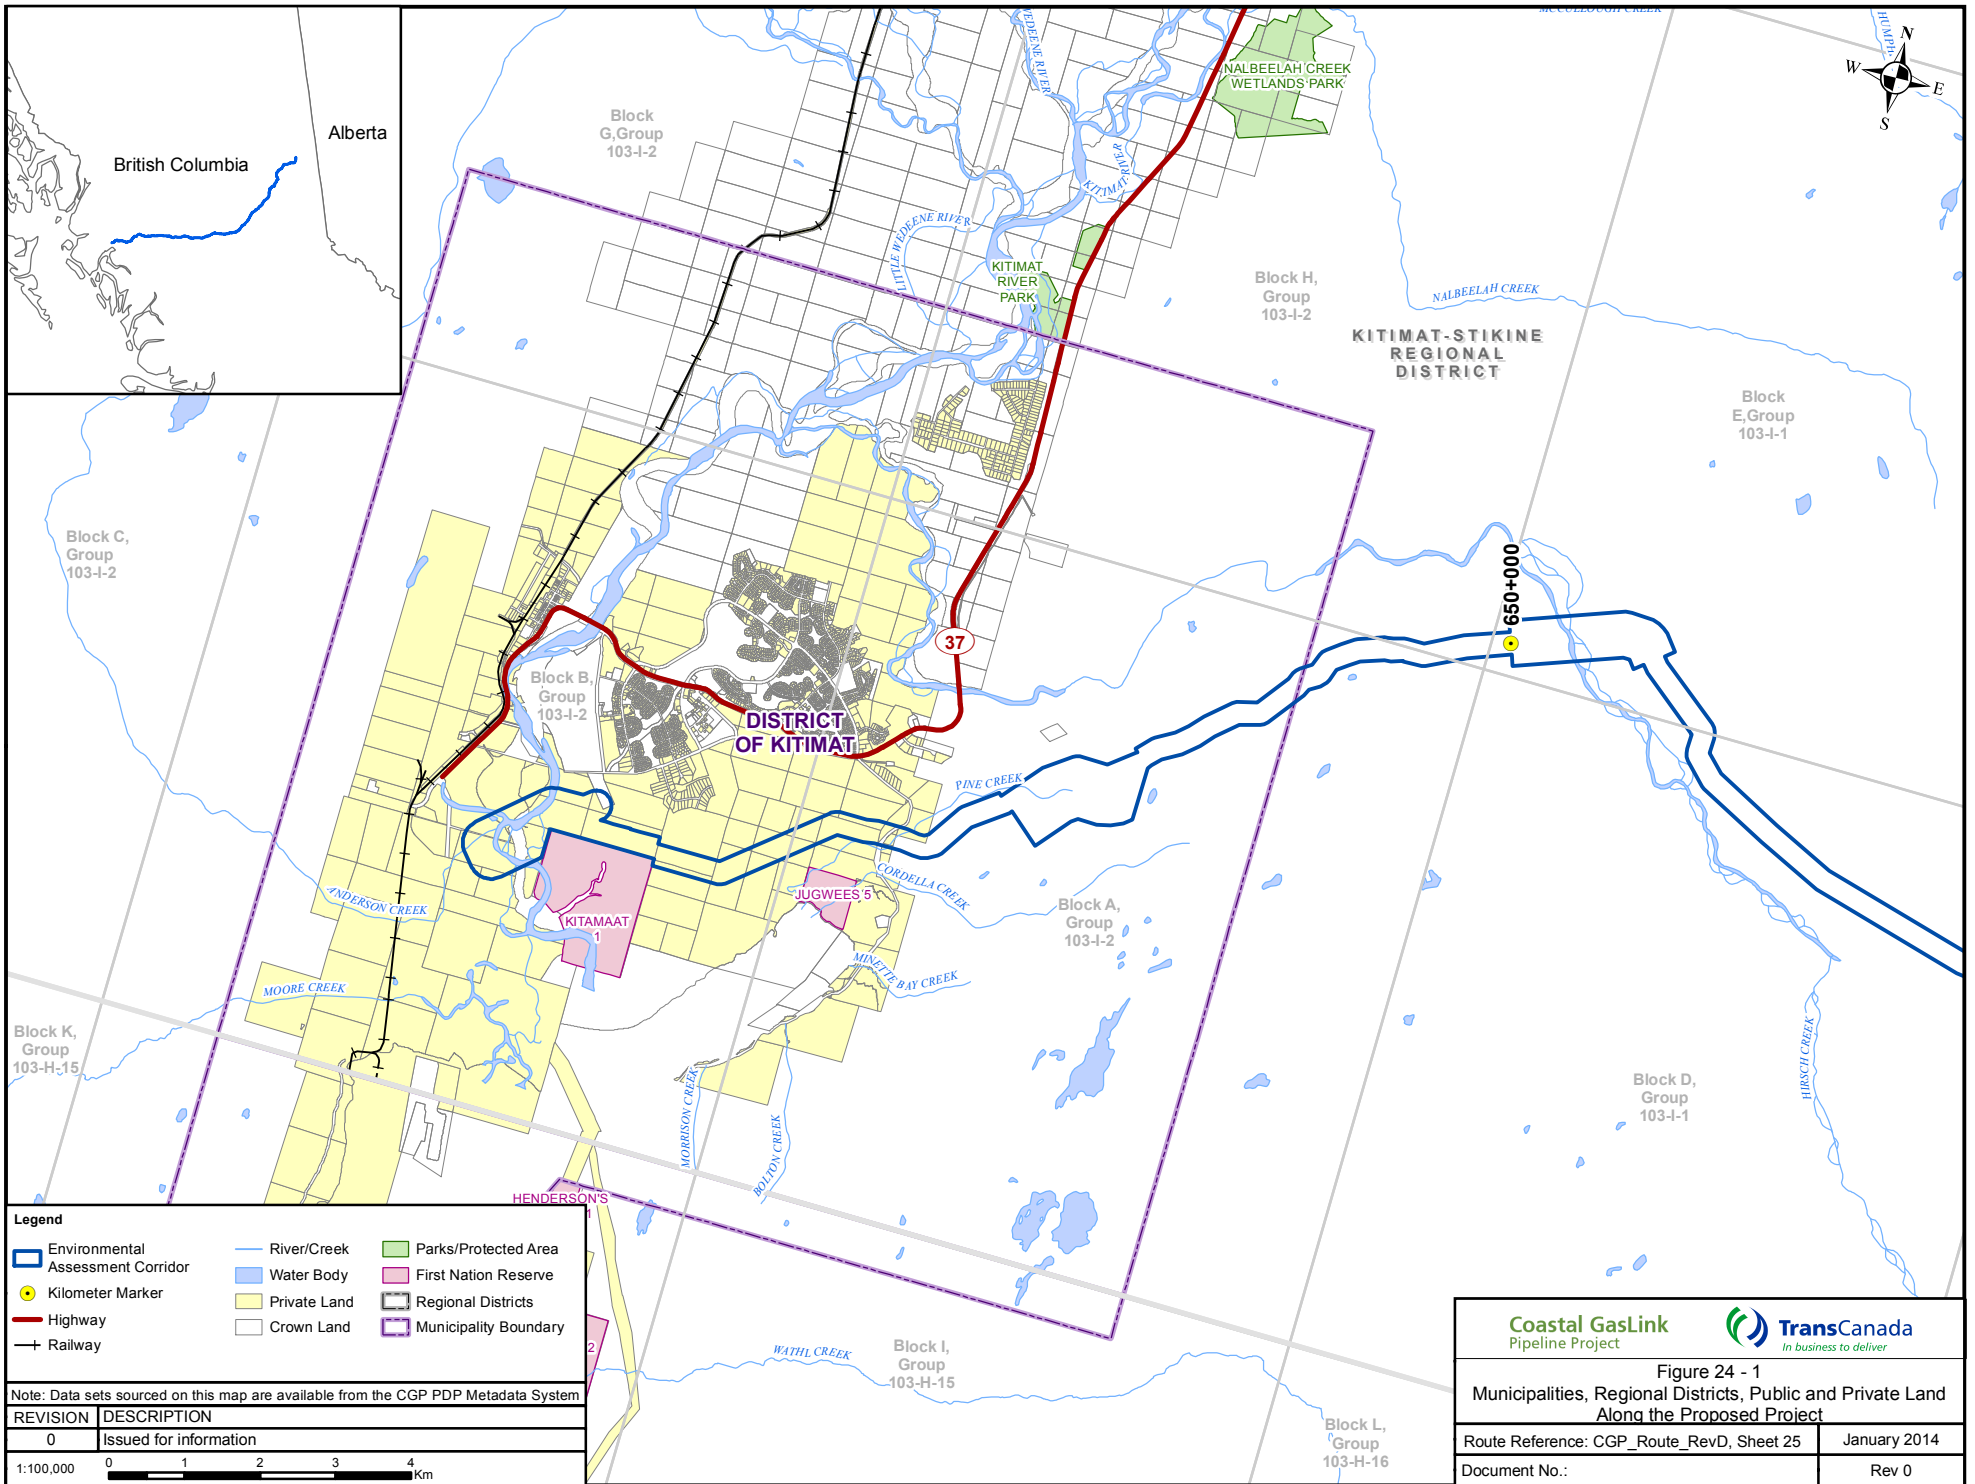 British Columbia
Alberta
WEDEENE RIVER
MCCULLOUGH CREEK
N
W
E
S
NALBEELAH CREEK
WETLANDS PARK
Block
G,Group
103-I-2
KITIMAT RIVER
LITTLE WEDEENE RIVER
KITIMAT
RIVER
PARK
Block H,
Group
103-I-2
NALBEELAH CREEK
KITIMAT-STIKINE
REGIONAL
DISTRICT
Block
E,Group
103-I-1
Block C,
Group
103-I-2
650+000
37
Block B,
Group
103-I-2
DISTRICT
OF KITIMAT
PINE CREEK
CORDELLA CREEK
JUGWEES 5
ANDERSON CREEK
KITAMAAT
1
Block A,
Group
103-I-2
MINETTE BAY CREEK
MOORE CREEK
Block K,
Group
103-H-15
HIRSCH CREEK
Block D,
Group
103-I-1
MORRISON CREEK
BOLTON CREEK
HENDERSON'S
1
2
WATHL CREEK
Block I,
Group
103-H-15
Block L,
Group
103-H-16
Legend
Environmental
Assessment Corridor
Kilometer Marker
Highway
Railway
River/Creek
Water Body
Private Land
Crown Land
Parks/Protected Area
First Nation Reserve
Regional Districts
Municipality Boundary
Note: Data sets sourced on this map are available from the CGP PDP Metadata System
REVISION DESCRIPTION
0 Issued for information
1:100,000 0 1 2 3 4 Km
Coastal GasLink
Pipeline Project
TransCanada
In business to deliver
Figure 24 - 1
Municipalities, Regional Districts, Public and Private Land
Along the Proposed Project
Route Reference: CGP_Route_RevD, Sheet 25 January 2014
Document No.: Rev 0